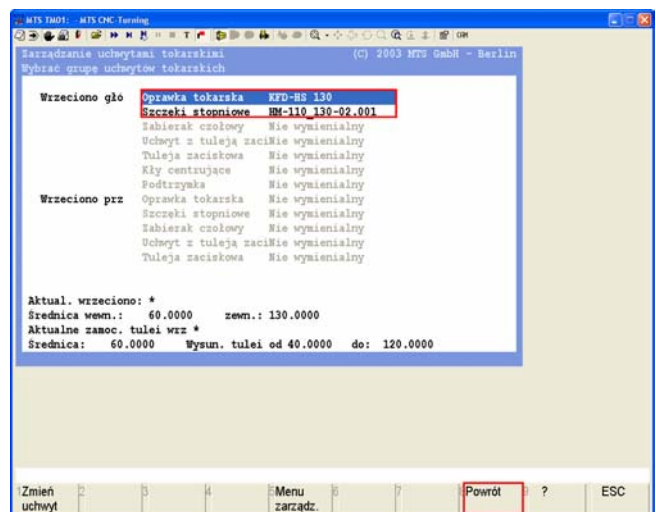 MTS TM01: - MTS CNC-Turning
Zarządzanie uchwytami tokarskimi (C) 2003 MTS GmbH - Berlin
Wybrać grupę uchwytów tokarskich
Wrzeciono głó Oprawka tokarska KFD-HS 130
Szczęki stopniowe HM-110_130-02.001
Zabierak czołowy Nie wymienialny
Uchwyt z tuleją zaciNie wymienialny
Tuleja zaciskowa Nie wymienialny
Kły centrujące Nie wymienialny
Podtrzymka Nie wymienialny
Wrzeciono prz Oprawka tokarska Nie wymienialny
Szczęki stopniowe Nie wymienialny
Zabierak czołowy Nie wymienialny
Uchwyt z tuleją zaciNie wymienialny
Tuleja zaciskowa Nie wymienialny
Aktual. wrzeciono: *
Średnica wewn.: 60.0000 zewn.: 130.0000
Aktualne zamoc. tulei wrz *
Średnica: 60.0000 Wysun. tulei od 40.0000 do: 120.0000
1 Zmień uchwyt 2 3 4 5 Menu zarządz. 6 7 Powrót 9 ? ESC